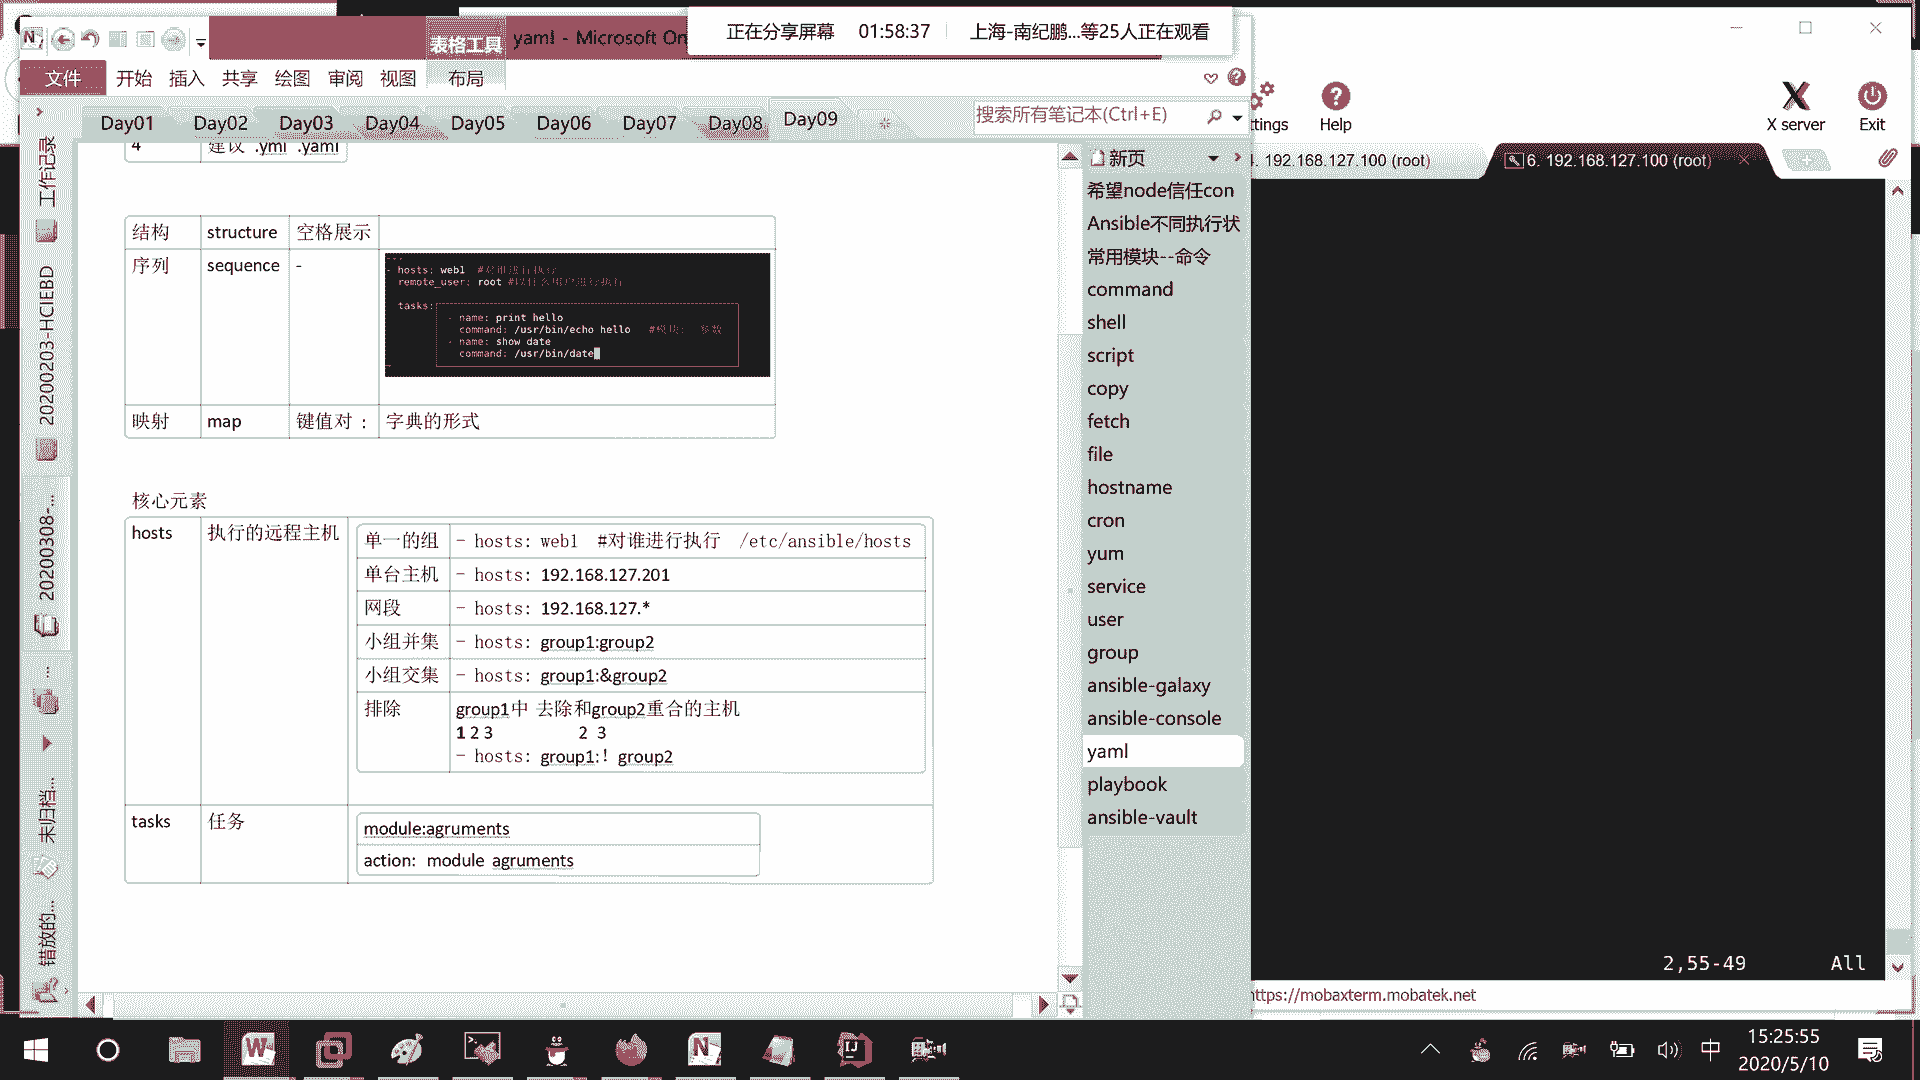 正在分享屏幕 01:58:37 上海-南纪鹏...等25人正在观看
表格工具
yaml - Microsoft On
文件 开始 插入 共享 绘图 审阅 视图 布局
Day01 Day02 Day03 Day04 Day05 Day06 Day07 Day08 Day09
搜索所有笔记本(Ctrl+E)
tings Help X server Exit
192.168.127.100 (root)
6. 192.168.127.100 (root)
工作记录
20200203-HCIEBD
20200308-...
...
未归档...
错放的...
4 建议 .yml .yaml
结构 structure 空格展示
序列 sequence -
- hosts: web1 #对谁进行执行
remote_user: root #以什么用户进行执行
tasks:
- name: print hello
command: /usr/bin/echo hello #模块: 参数
- name: show date
command: /usr/bin/date
映射 map 键值对 : 字典的形式
核心元素
hosts 执行的远程主机
单一的组 - hosts: web1 #对谁进行执行 /etc/ansible/hosts
单台主机 - hosts: 192.168.127.201
网段 - hosts: 192.168.127.*
小组并集 - hosts: group1:group2
小组交集 - hosts: group1:&group2
排除 group1中 去除和group2重合的主机
1 2 3 2 3
- hosts: group1:! group2
tasks 任务
module:agruments
action: module agruments
新页
希望node信任con
Ansible不同执行状
常用模块--命令
command
shell
script
copy
fetch
file
hostname
cron
yum
service
user
group
ansible-galaxy
ansible-console
yaml
playbook
ansible-vault
2,55-49 All
https://mobaxterm.mobatek.net
中
15:25:55
2020/5/10